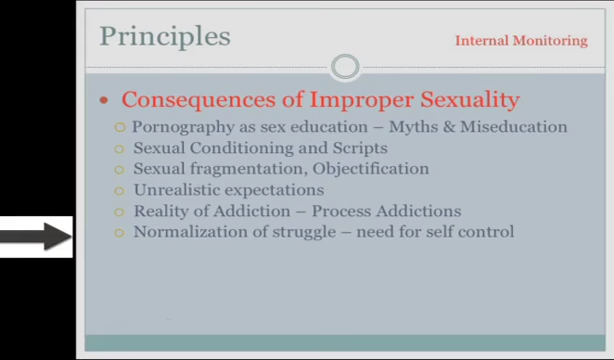 Principles
Internal Monitoring
Consequences of Improper Sexuality
Pornography as sex education – Myths & Miseducation
Sexual Conditioning and Scripts
Sexual fragmentation, Objectification
Unrealistic expectations
Reality of Addiction – Process Addictions
Normalization of struggle – need for self control